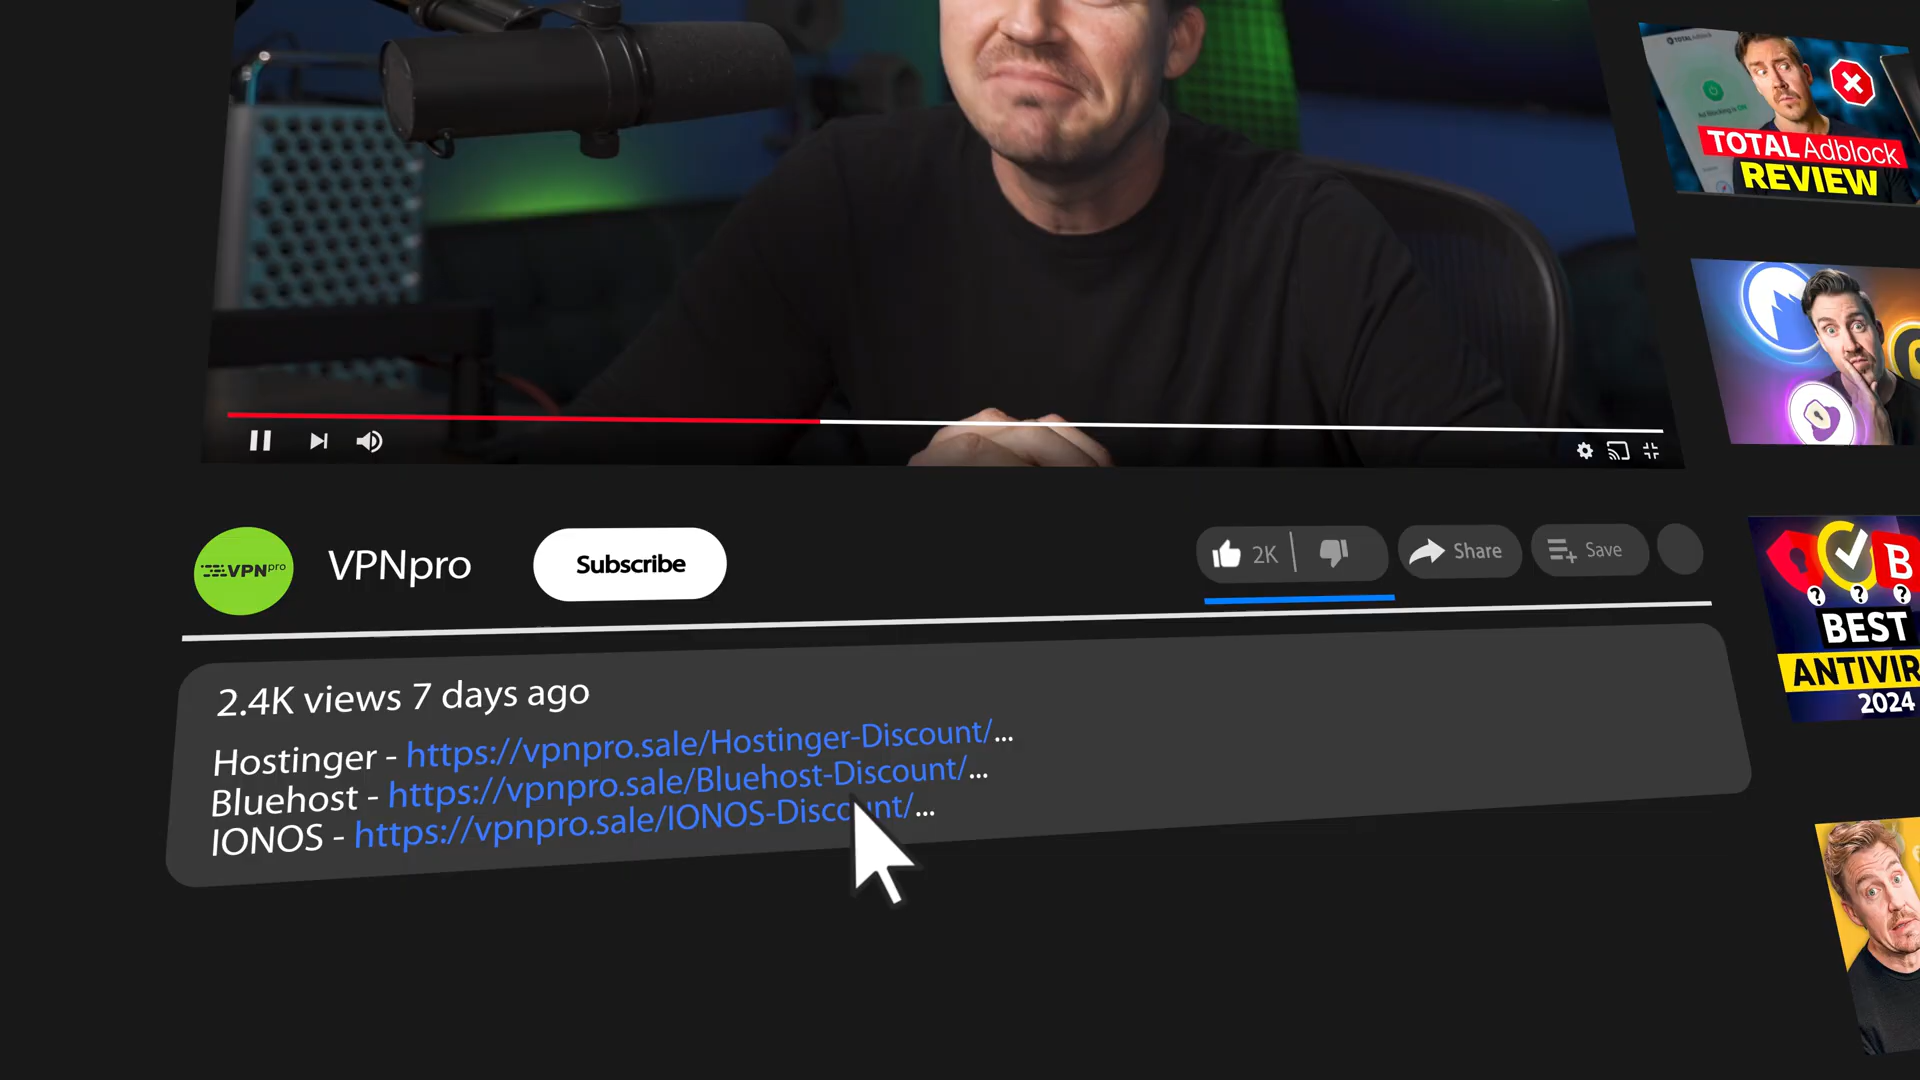 TOTAL Adblock
REVIEW
VPNpro
VPNpro
Subscribe
2K
Share
Save
2.4K views 7 days ago
Hostinger - https://vpnpro.sale/Hostinger-Discount/...
Bluehost - https://vpnpro.sale/Bluehost-Discount/...
IONOS - https://vpnpro.sale/IONOS-Discount/...
B
? ? ?
BEST
ANTIVIR
2024